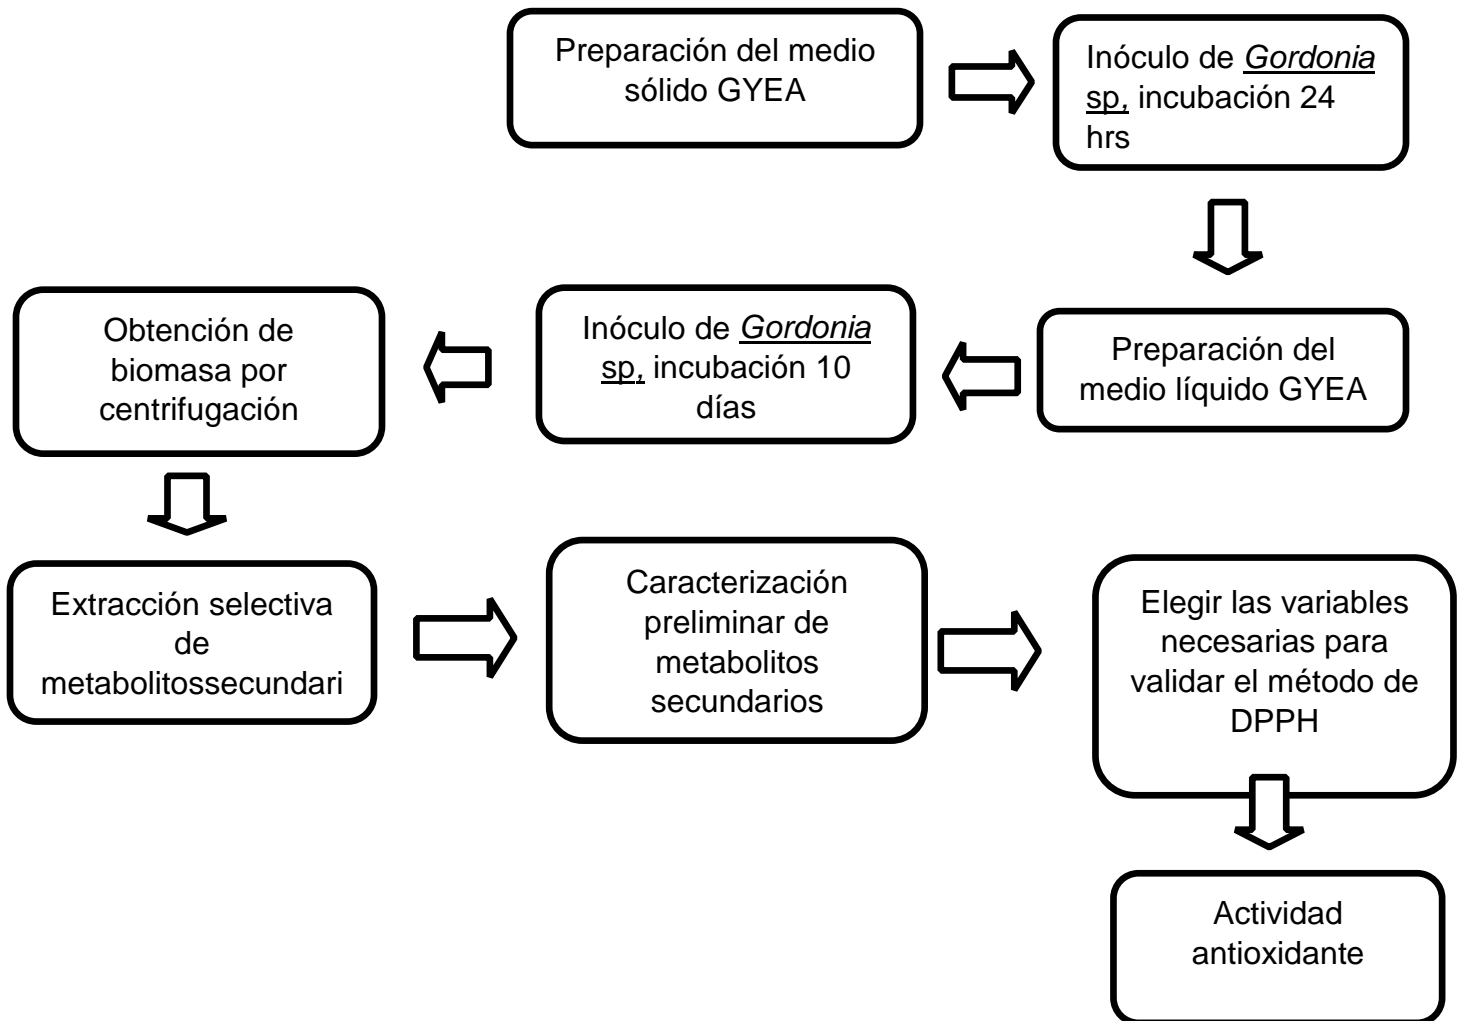 Preparación del medio
sólido GYEA
Inóculo de Gordonia
sp, incubación 24
hrs
Preparación del
medio líquido GYEA
Inóculo de Gordonia
sp, incubación 10
días
Obtención de
biomasa por
centrifugación
Extracción selectiva
de
metabolitossecundari
Caracterización
preliminar de
metabolitos
secundarios
Elegir las variables
necesarias para
validar el método de
DPPH
Actividad
antioxidante